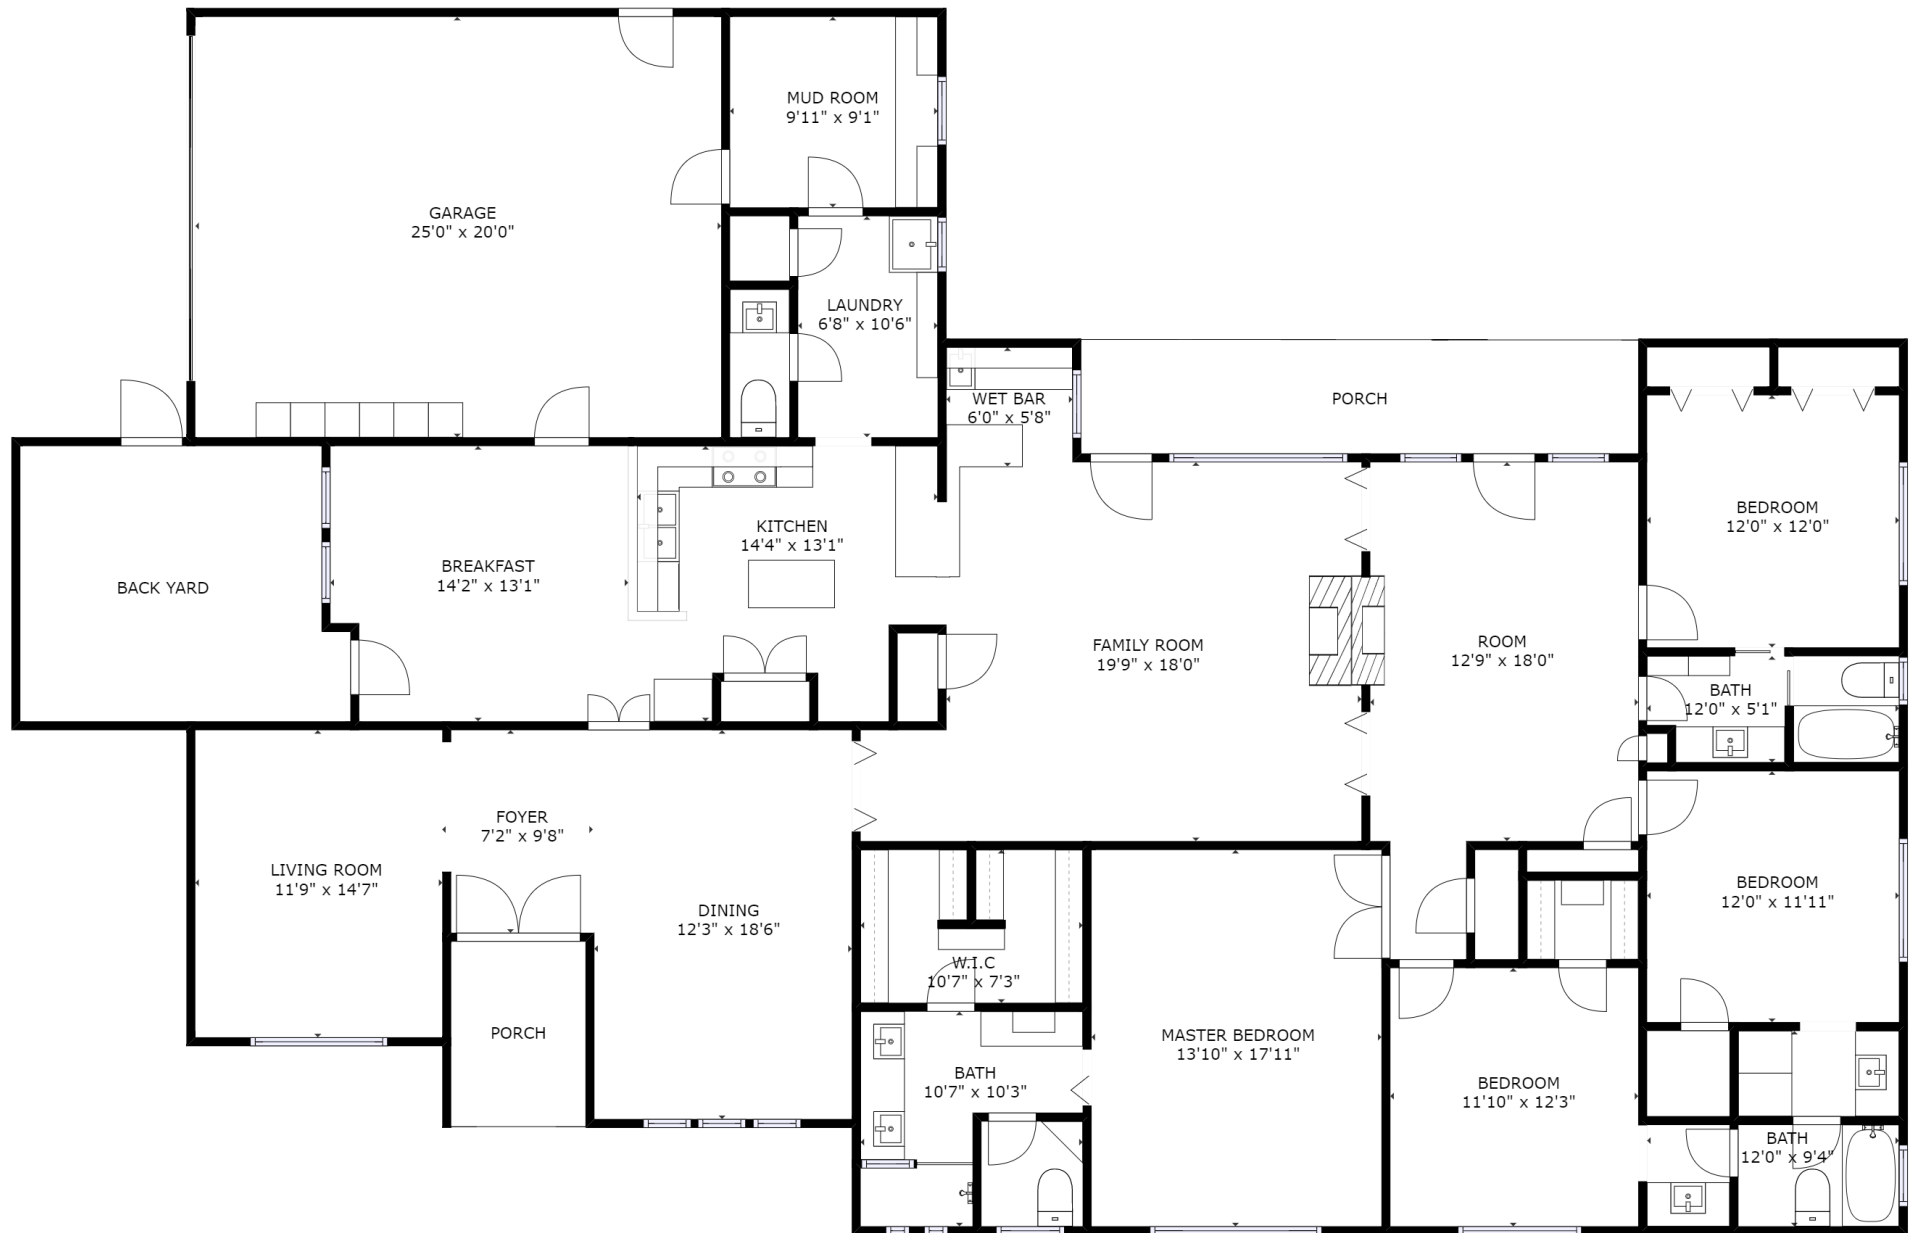 MUD ROOM
9'11" x 9'1"
GARAGE
25'0" x 20'0"
LAUNDRY
6'8" x 10'6"
WET BAR
6'0" x 5'8"
PORCH
BEDROOM
12'0" x 12'0"
KITCHEN
14'4" x 13'1"
BREAKFAST
14'2" x 13'1"
BACK YARD
FAMILY ROOM
19'9" x 18'0"
ROOM
12'9" x 18'0"
BATH
12'0" x 5'1"
FOYER
7'2" x 9'8"
LIVING ROOM
11'9" x 14'7"
DINING
12'3" x 18'6"
BEDROOM
12'0" x 11'11"
W.I.C
10'7" x 7'3"
PORCH
MASTER BEDROOM
13'10" x 17'11"
BATH
10'7" x 10'3"
BEDROOM
11'10" x 12'3"
BATH
12'0" x 9'4"